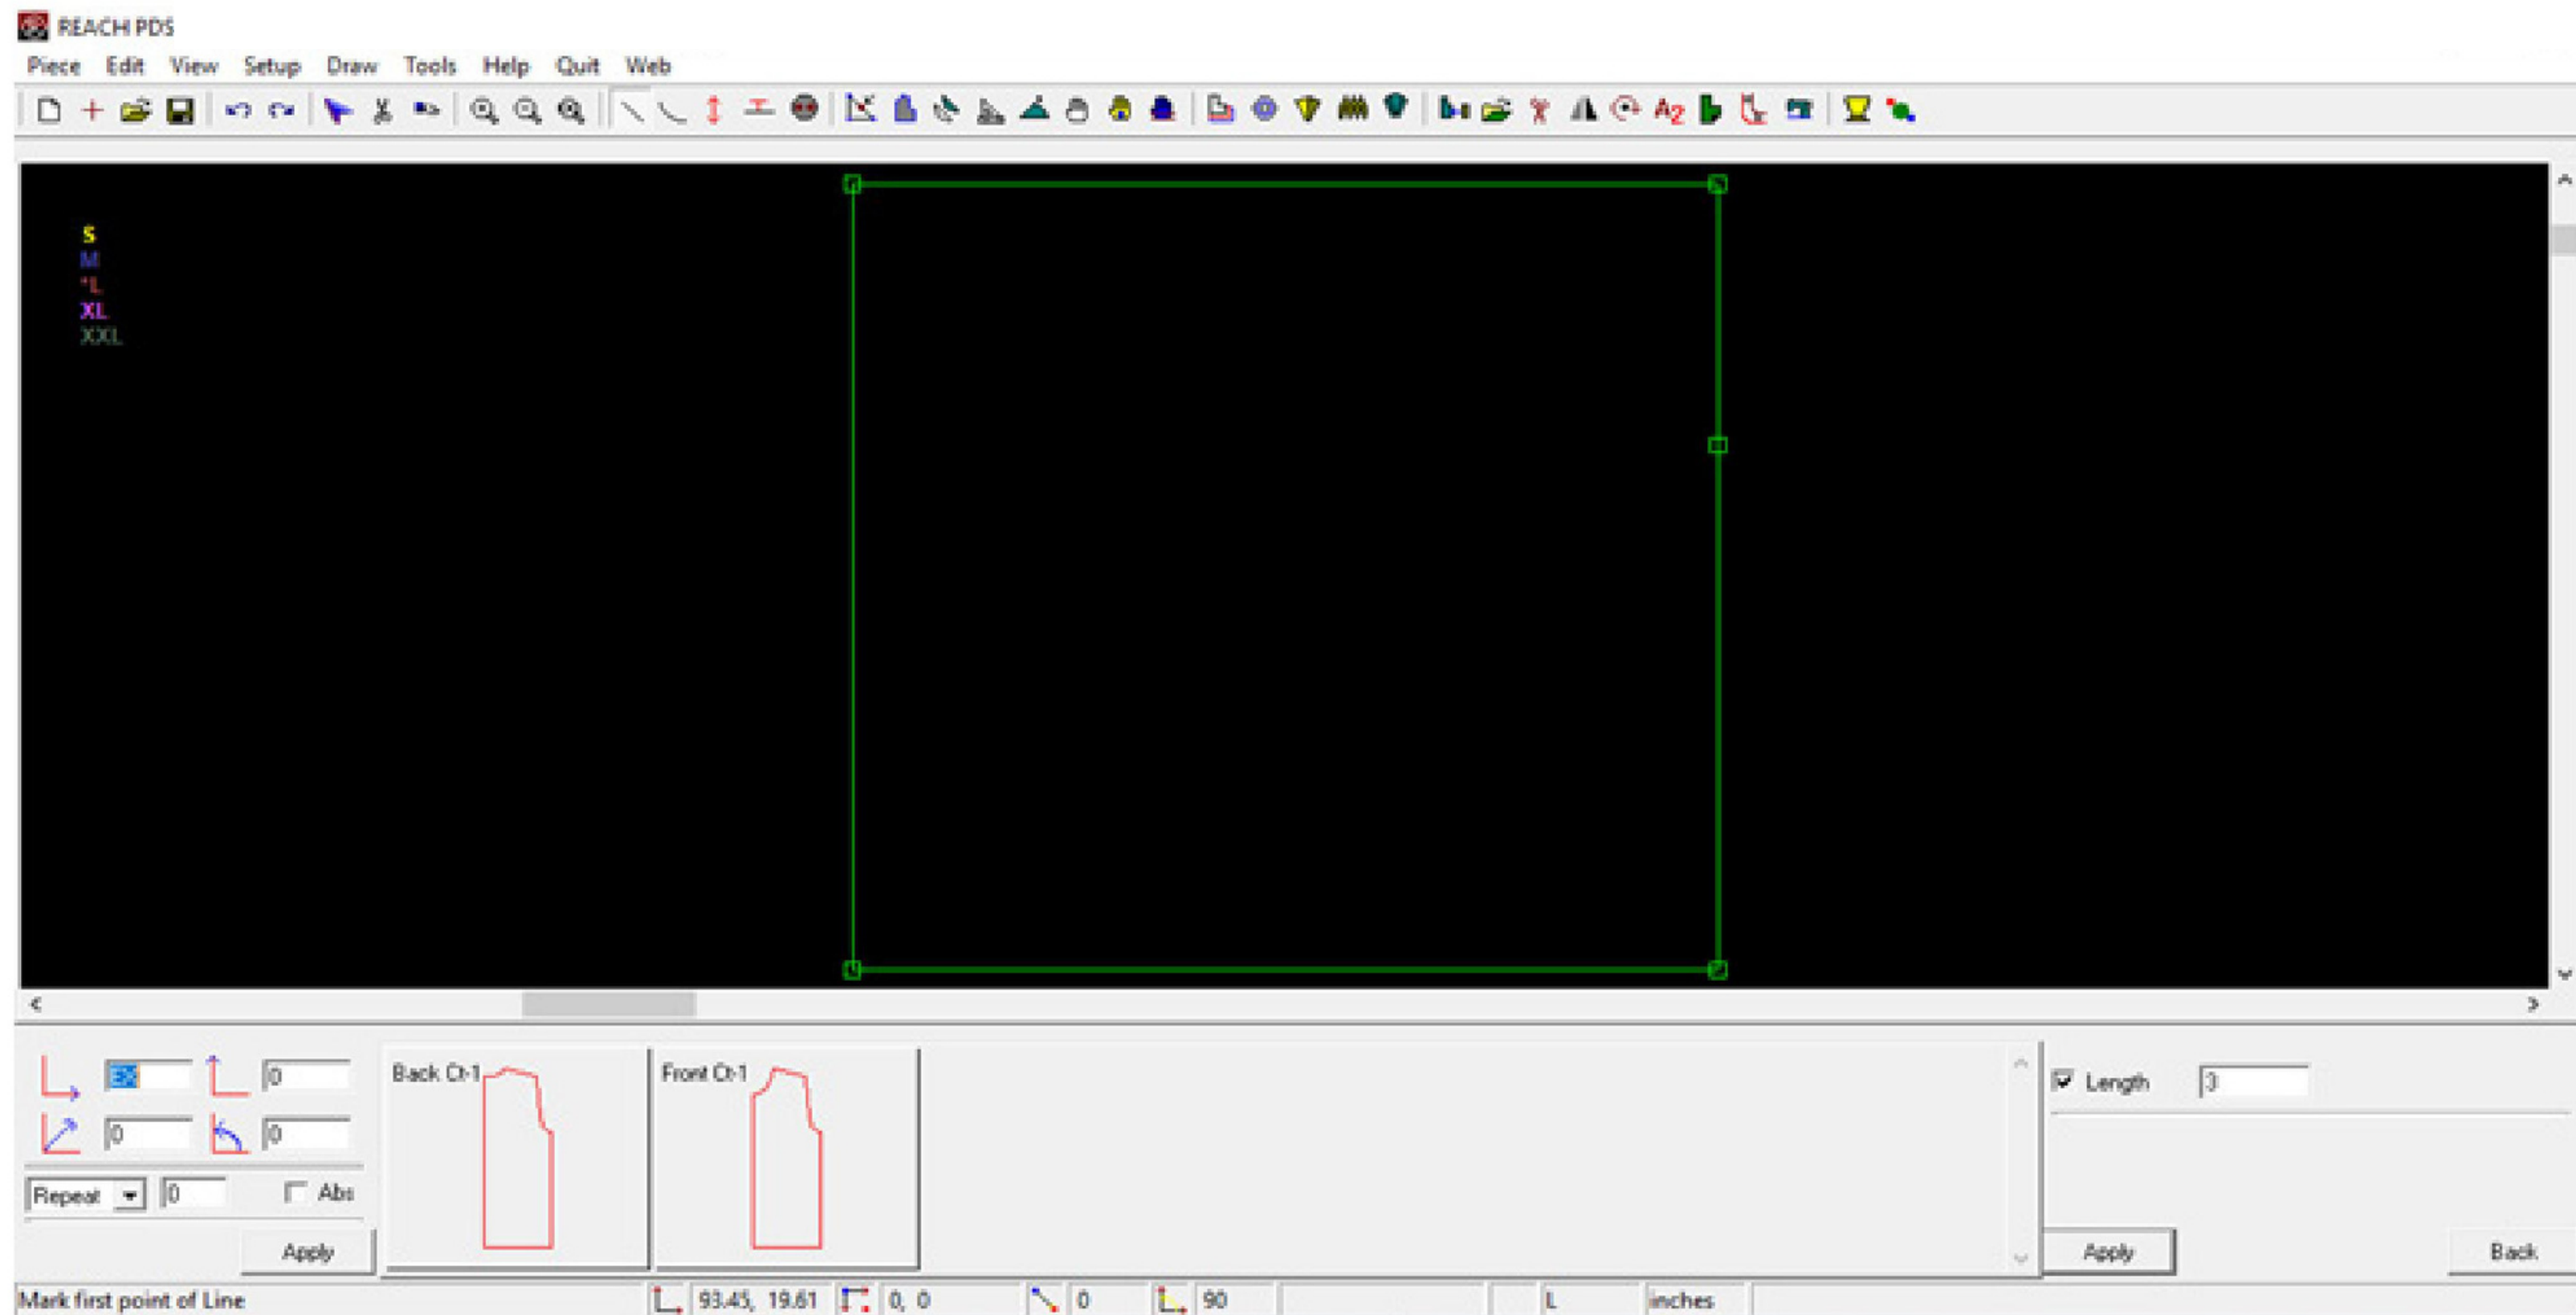 REACH PDS
Piece Edit View Setup Draw Tools Help Quit Web
S
M
*L
XL
XXL
0
Back Ct-1
Front Ct-1
Length 3
0 0
Repeat 0 Abs
Apply
Apply Back
Mark first point of Line 93.45, 19.61 0, 0 0 90 L inches